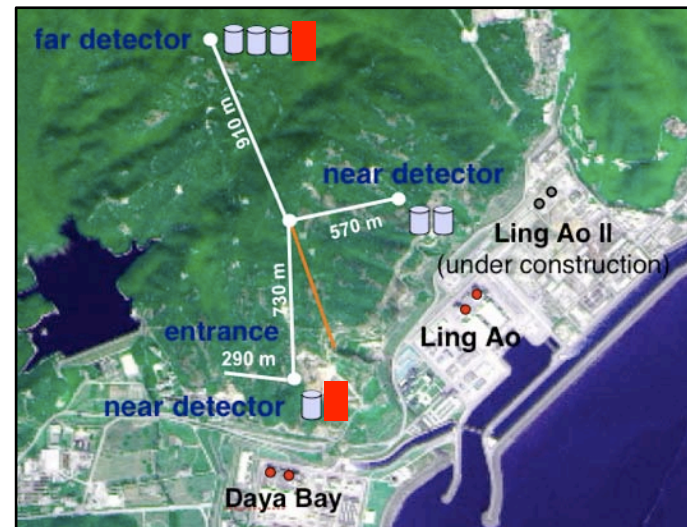 far detector
910 m
near detector
570 m
Ling Ao II
(under construction)
730 m
Ling Ao
entrance
290 m
near detector
Daya Bay